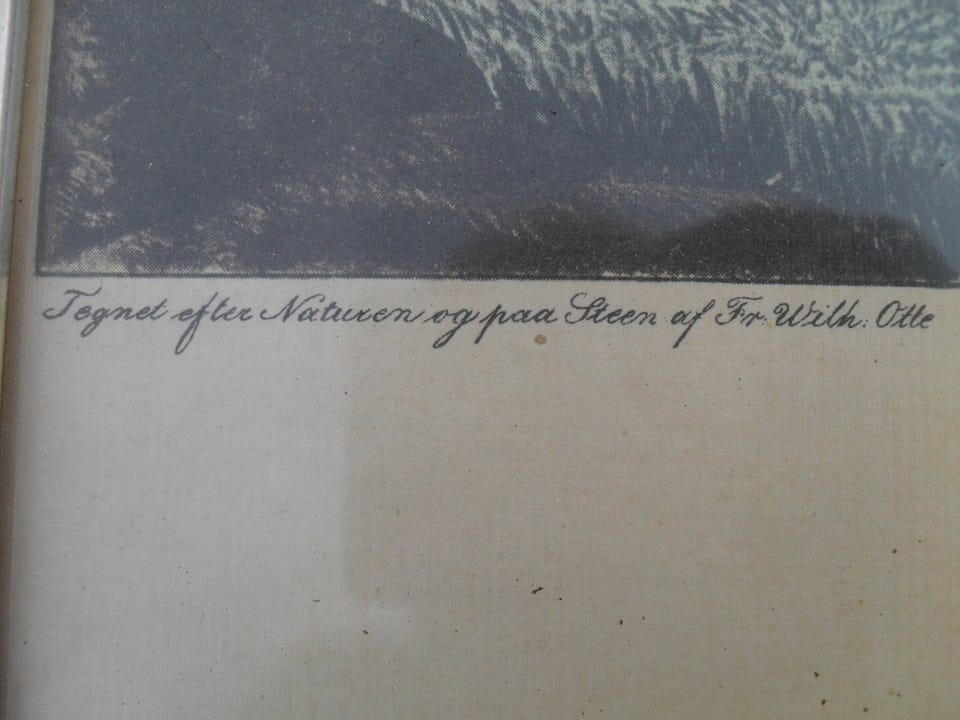 Tegnet efter Naturen og paa Steen af Fr. Wilh. Otte